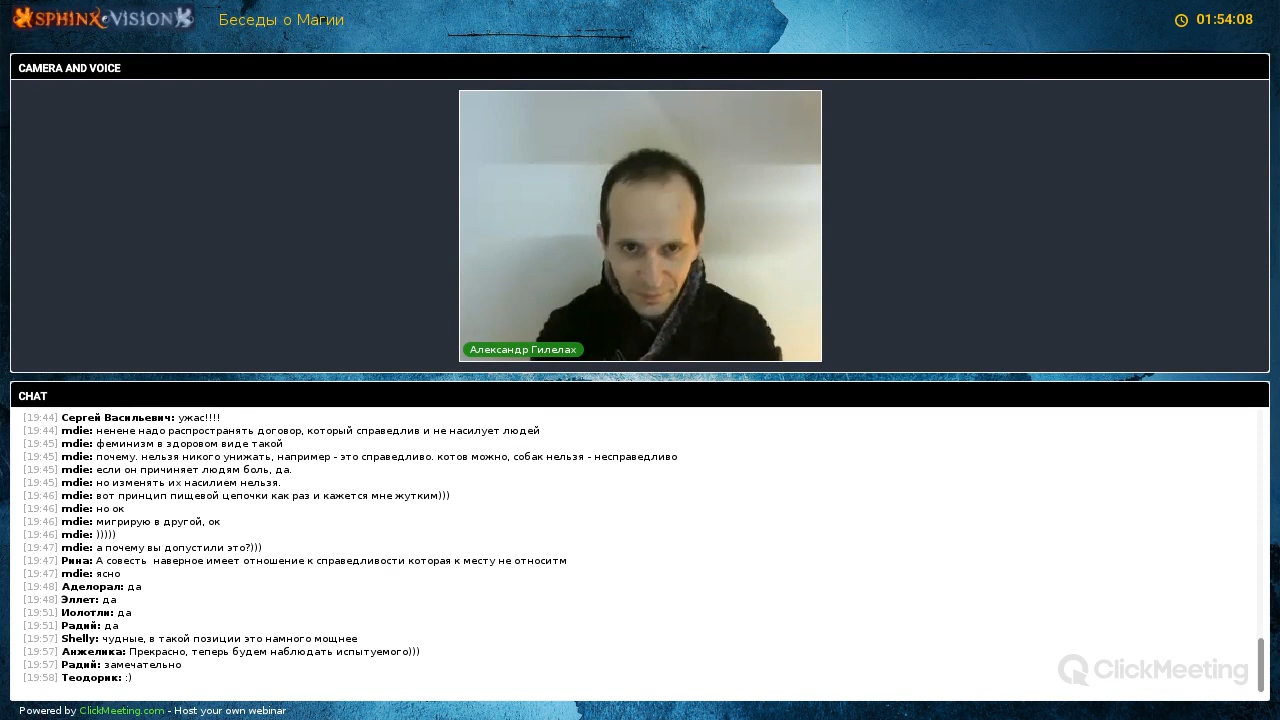 SPHINX VISION Беседы о Магии 01:54:08
CAMERA AND VOICE
Александр Гилелах
CHAT
[19:44] Сергей Васильевич: ужас!!!!
[19:44] mdie: ненене надо распространять договор, который справедлив и не насилует людей
[19:45] mdie: феминизм в здоровом виде такой
[19:45] mdie: почему. нельзя никого унижать, например - это справедливо. котов можно, собак нельзя - несправедливо
[19:45] mdie: если он причиняет людям боль, да.
[19:45] mdie: но изменять их насилием нельзя.
[19:46] mdie: вот принцип пищевой цепочки как раз и кажется мне жутким)))
[19:46] mdie: но ок
[19:46] mdie: мигрирую в другой, ок
[19:46] mdie: )))))
[19:47] mdie: а почему вы допустили это?)))
[19:47] Рина: А совесть наверное имеет отношение к справедливости которая к месту не относитм
[19:47] mdie: ясно
[19:48] Аделорал: да
[19:48] Эллет: да
[19:51] Иолотли: да
[19:51] Радий: да
[19:57] Shelly: чудные, в такой позиции это намного мощнее
[19:57] Анжелика: Прекрасно, теперь будем наблюдать испытуемого)))
[19:57] Радий: замечательно
[19:58] Теодорик: :)
ClickMeeting
Powered by ClickMeeting.com - Host your own webinar